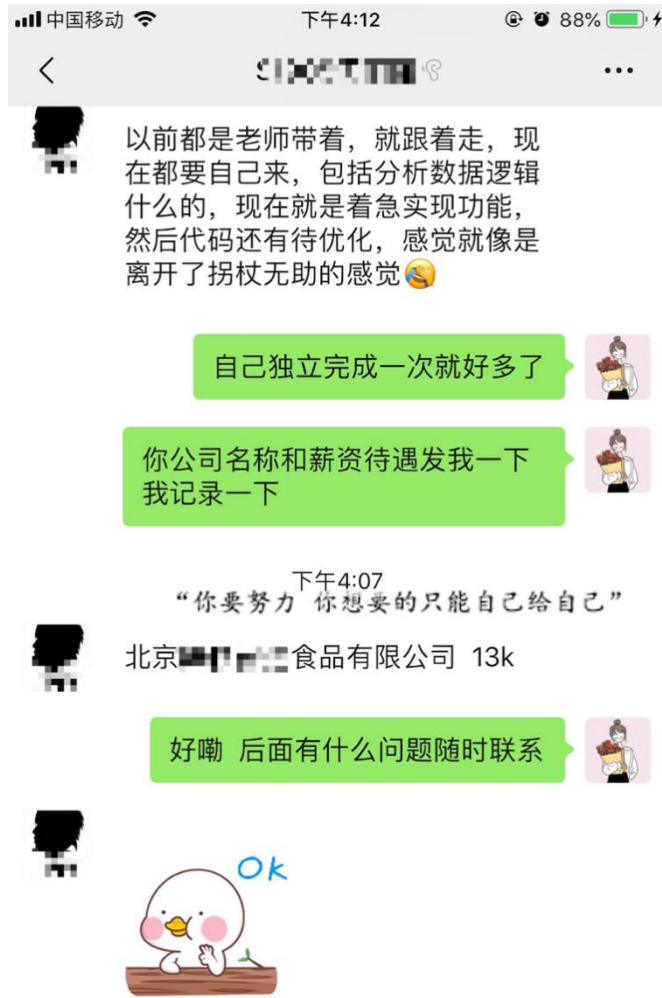 中国移动 下午4:12 88%
以前都是老师带着，就跟着走，现
在都要自己来，包括分析数据逻辑
什么的，现在就是着急实现功能，
然后代码还有待优化，感觉就像是
离开了拐杖无助的感觉
自己独立完成一次就好多了
你公司名称和薪资待遇发我一下
我记录一下
下午4:07
“你要努力 你想要的只能自己给自己”
北京食品有限公司 13k
好嘞 后面有什么问题随时联系
OK